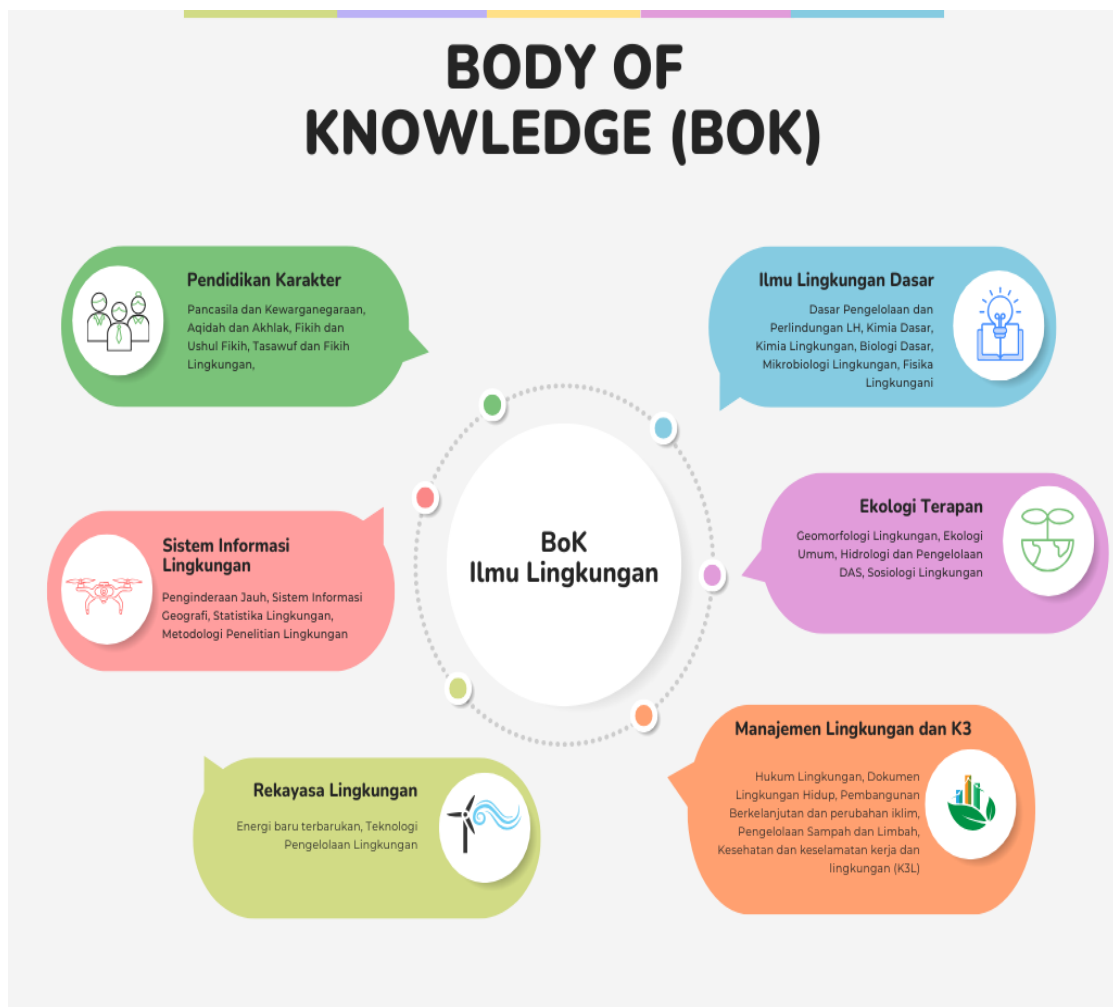 BODY OF
KNOWLEDGE (BOK)
Pendidikan Karakter
Pancasila dan Kewarganegaraan,
Aqidah dan Akhlak, Fikih dan
Ushul Fikih, Tasawuf dan Fikih
Lingkungan,
Ilmu Lingkungan Dasar
Dasar Pengelolaan dan
Perlindungan LH, Kimia Dasar,
Kimia Lingkungan, Biologi Dasar,
Mikrobiologi Lingkungan, Fisika
Lingkungani
Sistem Informasi
Lingkungan
Penginderaan Jauh, Sistem Informasi
Geografi, Statistika Lingkungan,
Metodologi Penelitian Lingkungan
BoK
Ilmu Lingkungan
Ekologi Terapan
Geomorfologi Lingkungan, Ekologi
Umum, Hidrologi dan Pengelolaan
DAS, Sosiologi Lingkungan
Rekayasa Lingkungan
Energi baru terbarukan, Teknologi
Pengelolaan Lingkungan
Manajemen Lingkungan dan K3
Hukum Lingkungan, Dokumen
Lingkungan Hidup, Pembangunan
Berkelanjutan dan perubahan iklim,
Pengelolaan Sampah dan Limbah,
Kesehatan dan keselamatan kerja dan
lingkungan (K3L)